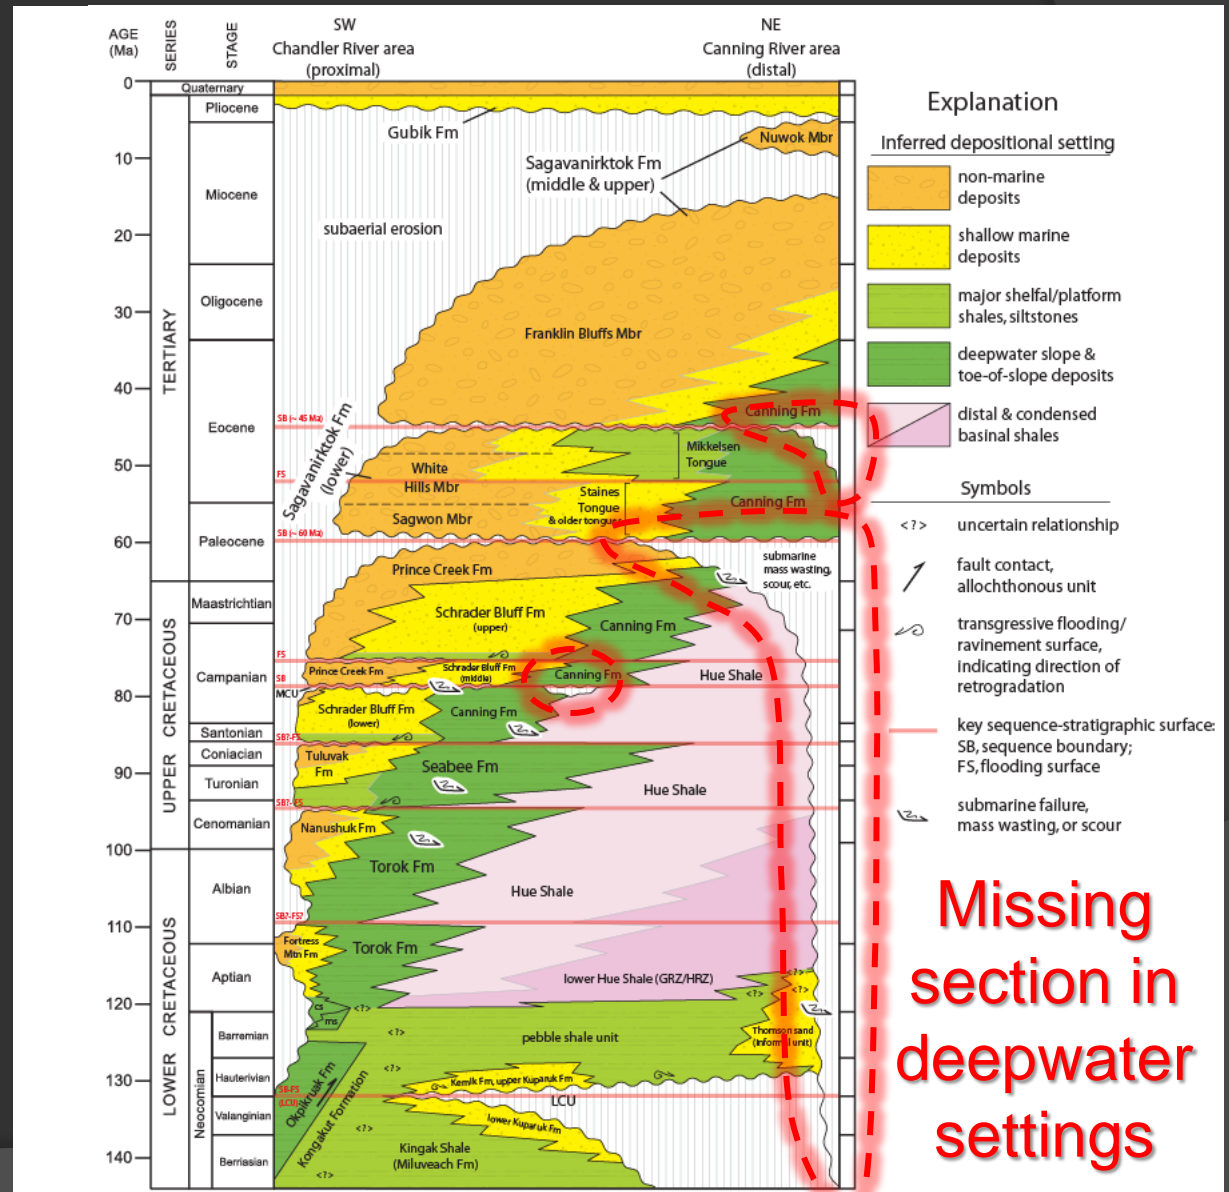 AGE
(Ma)
SERIES
STAGE
SW
Chandler River area
(proximal)
NE
Canning River area
(distal)
0
10
20
30
40
50
60
70
80
90
100
110
120
130
140
TERTIARY
UPPER CRETACEOUS
LOWER CRETACEOUS
Neocomian
Quaternary
Pliocene
Miocene
Oligocene
Eocene
Paleocene
Maastrichtian
Campanian
Santonian
Coniacian
Turonian
Cenomanian
Albian
Aptian
Barremian
Hauterivian
Valanginian
Berriasian
Gubik Fm
Nuwok Mbr
Sagavanirktok Fm
(middle & upper)
subaerial erosion
Franklin Bluffs Mbr
Canning Fm
SB (~ 45 Ma)
Sagavanirktok Fm
(lower)
White
Hills Mbr
Mikkelsen
Tongue
FS
Staines
Tongue
& older tongues
Canning Fm
Sagwon Mbr
SB (~ 60 Ma)
submarine
mass wasting,
scour, etc.
Prince Creek Fm
Schrader Bluff Fm
(upper)
Canning Fm
FS
Prince Creek Fm
Schrader Bluff Fm
(middle)
Canning Fm
Hue Shale
SB
MCU
Schrader Bluff Fm
(lower)
Canning Fm
SB?-FS
Tuluvak
Fm
Seabee Fm
Hue Shale
SB?-FS
Nanushuk Fm
Torok Fm
Hue Shale
SB?-FS?
Fortress
Mtn Fm
Torok Fm
lower Hue Shale (GRZ/HRZ)
<?>
<?>
<?>
<?>
cs
ms
<?>
pebble shale unit
Thomson sand
(informal unit)
<?>
Kemik Fm, upper Kuparuk Fm
SB-FS
(LCU)
LCU
Okpikruak Fm
Kongakut Formation
lower Kuparuk Fm
<?>
Kingak Shale
(Miluveach Fm)
<?>
Explanation
Inferred depositional setting
non-marine
deposits
shallow marine
deposits
major shelfal/platform
shales, siltstones
deepwater slope &
toe-of-slope deposits
distal & condensed
basinal shales
Symbols
<?> uncertain relationship
fault contact,
allochthonous unit
transgressive flooding/
ravinement surface,
indicating direction of
retrogradation
key sequence-stratigraphic surface:
SB, sequence boundary;
FS, flooding surface
submarine failure,
mass wasting, or scour
Missing
section in
deepwater
settings